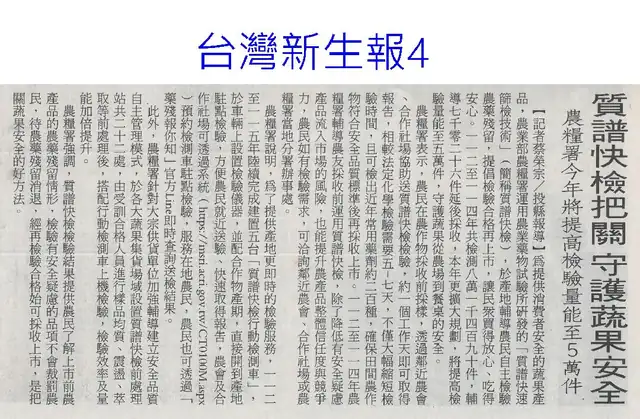 台灣新生報4
質譜快檢把關 守護蔬果安全
農糧署今年將提高檢驗量能至5萬件
【記者蔡榮宗／投縣報導】為提供消費者安全的蔬果產
品,農業部農糧署運用農業藥物試驗所研發的「質譜快速
篩檢技術」(簡稱質譜快檢),於產地輔導農民自主檢驗
農藥殘留,提倡檢驗合格再上市,讓民眾買得放心、吃得
安心。一一二至一一四年共檢測八萬一千四百九十件,輔
導七千零二十六件延後採收,本年更擴大規劃,將提高檢
驗量能至五萬件,守護蔬果從農場到餐桌的安全。
農糧署表示,農民在農作物採收前採樣,透過鄰近農會
、合作社場協助送質譜快檢檢驗,約一個工作天即可取得
報告,相較法定化學檢驗需要五-七天,不僅大幅縮短檢
驗時間,且可檢出近年常用藥劑約二百種,確保田間農作
物符合安全品質標準後再採收上市。一一二至一一四年農
糧署輔導農友採收前運用質譜快檢,除了降低有安全疑慮
產品流入市場的風險,也能提升農產品整體信任度與競爭
力,農民如有檢驗需求,可洽詢鄰近農會、合作社場或農
糧署當地分署辦事處。
農糧署說明,為了提供產地更即時的檢驗服務,一一二
至一一五年陸續完成建置五台「質譜快檢行動檢測車」,
於車輛上設置檢驗儀器,並配合作物產期,直接開到產地
駐點檢驗,方便農民就近送驗、快速取得報告,農會及合
作社場可透過系統(https://msri.acri.gov.tw/CT0100M.aspx
)預約檢測車駐點檢驗,服務在地農民,農民也可透過「
藥殘報你知」官方Line即時查詢送檢結果。
此外,農糧署針對大宗供貨單位加強輔導建立安全品質
自主管理模式,於各大蔬果集貨場域設置質譜快檢前處理
站共二十二處,由受訓合格人員進行樣品均質、震盪、萃
取等前處理後,搭配行動檢測車上機檢驗,檢驗效率及量
能加倍提升。
農糧署強調,質譜快檢檢驗結果提供農民了解上市前農
產品的農藥殘留情形,檢驗有安全疑慮的品項不會裁罰農
民,待農藥殘留消退,經再檢驗合格始可採收上市,是把
關蔬果安全的好方法。